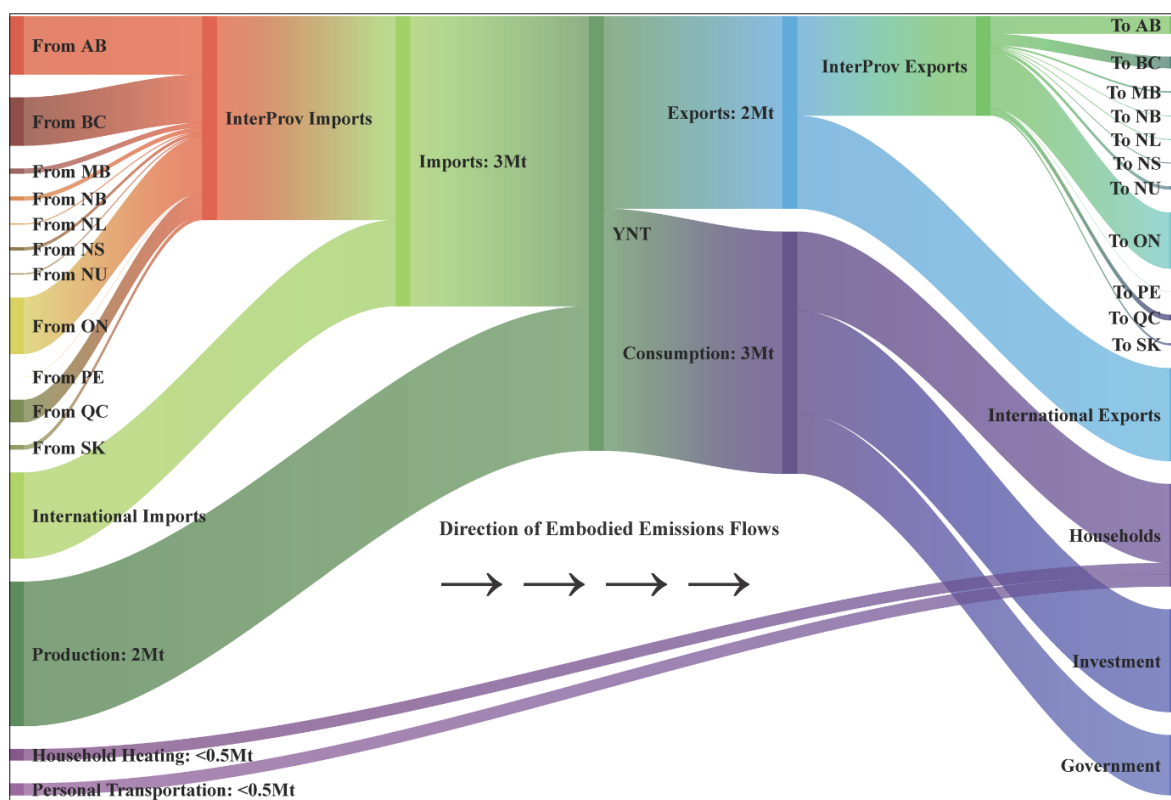 From AB
From BC
From MB
From NB
From NL
From NS
From NU
From ON
From PE
From QC
From SK
International Imports
Production: 2Mt
Household Heating: <0.5Mt
Personal Transportation: <0.5Mt
InterProv Imports
Imports: 3Mt
YNT
Exports: 2Mt
Consumption: 3Mt
Direction of Embodied Emissions Flows
InterProv Exports
To AB
To BC
To MB
To NB
To NL
To NS
To NU
To ON
To PE
To QC
To SK
International Exports
Households
Investment
Government